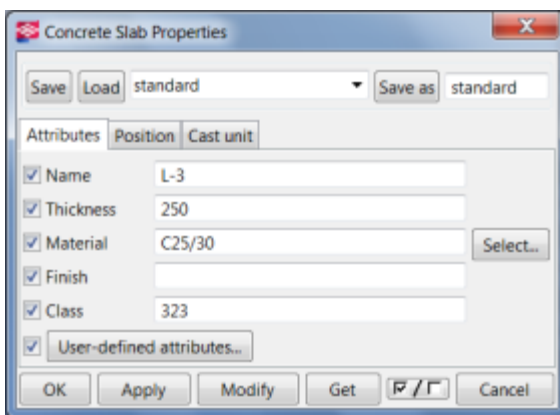 Concrete Slab Properties
Save Load standard Save as standard
Attributes Position Cast unit
Name L-3
Thickness 250
Material C25/30 Select...
Finish
Class 323
User-defined attributes...
OK Apply Modify Get / Cancel